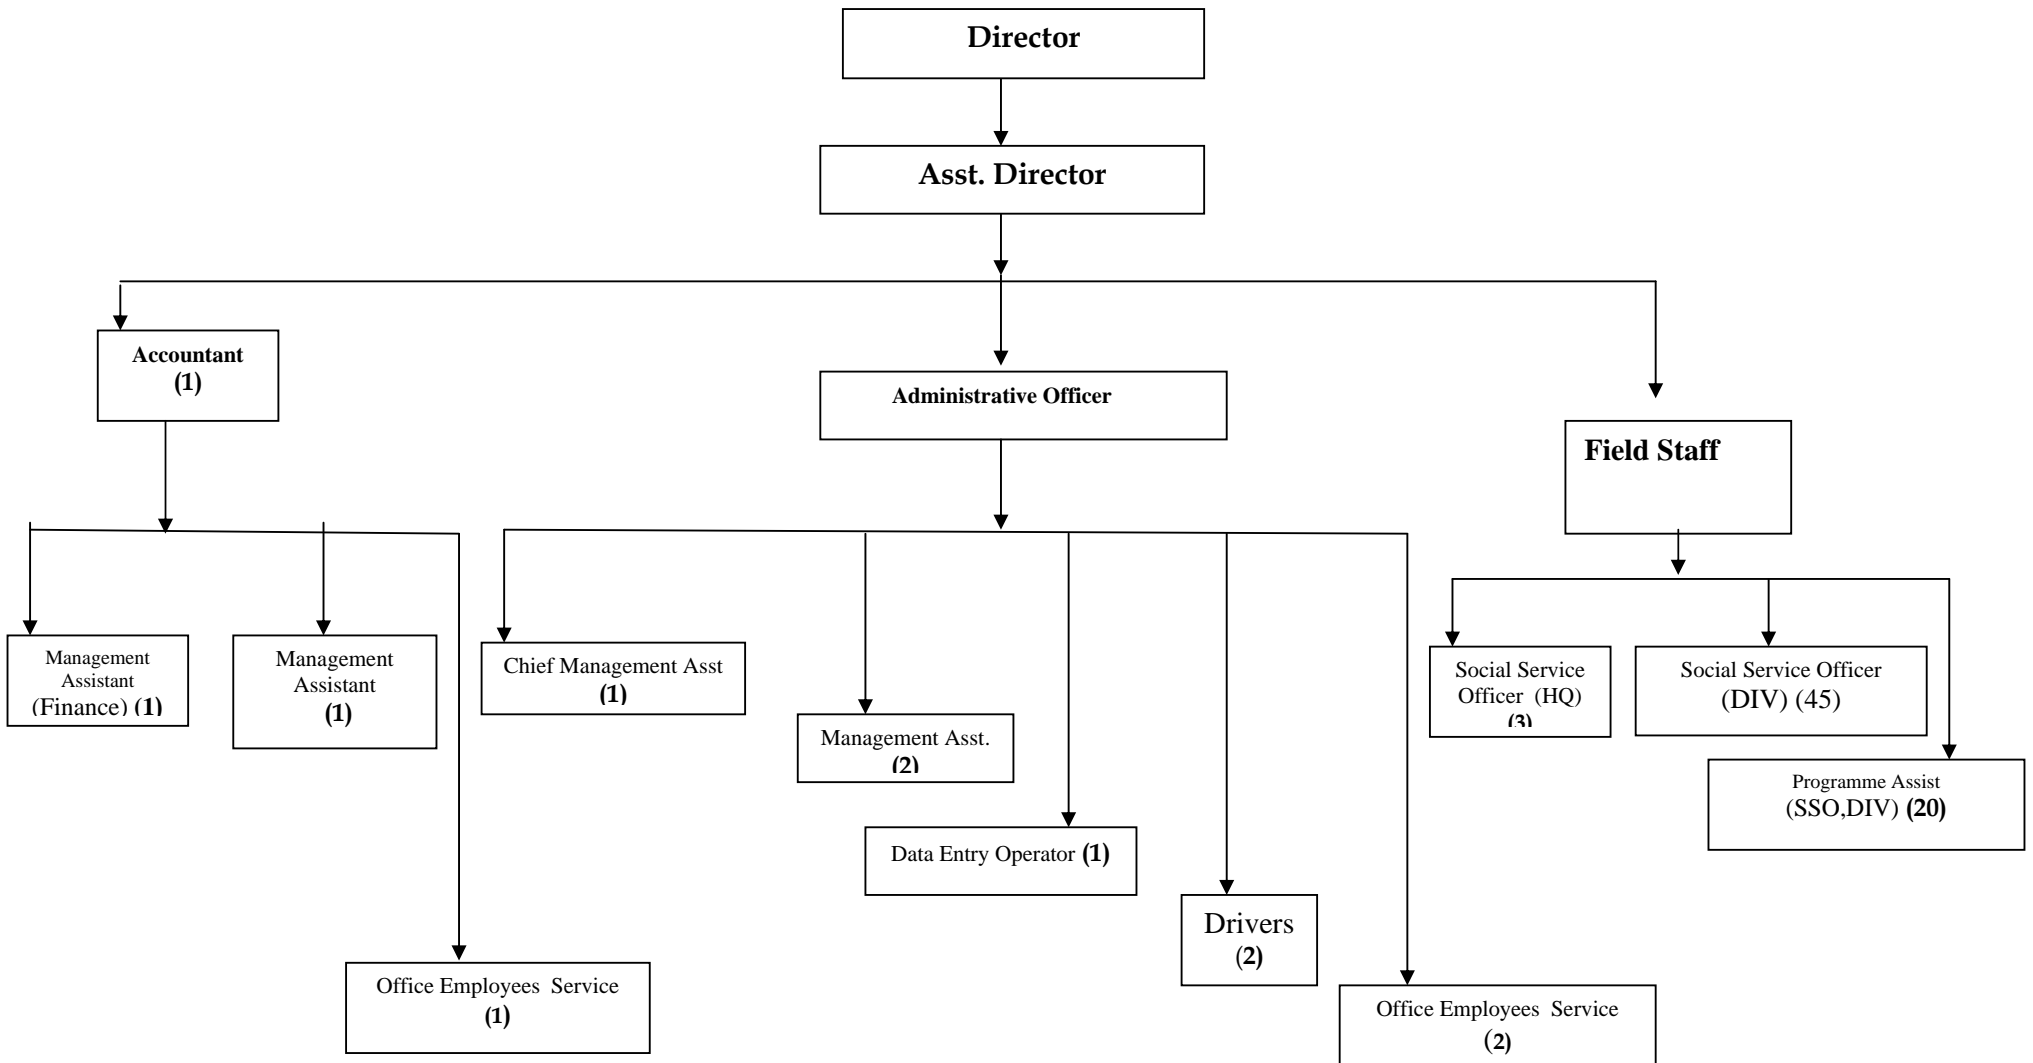 Director
Asst. Director
Accountant
(1)
Administrative Officer
Field Staff
Management
Assistant
(Finance) (1)
Management
Assistant
(1)
Chief Management Asst
(1)
Management Asst.
(2)
Data Entry Operator (1)
Drivers
(2)
Office Employees Service
(1)
Office Employees Service
(2)
Social Service
Officer (HQ)
(3)
Social Service Officer
(DIV) (45)
Programme Assist
(SSO,DIV) (20)